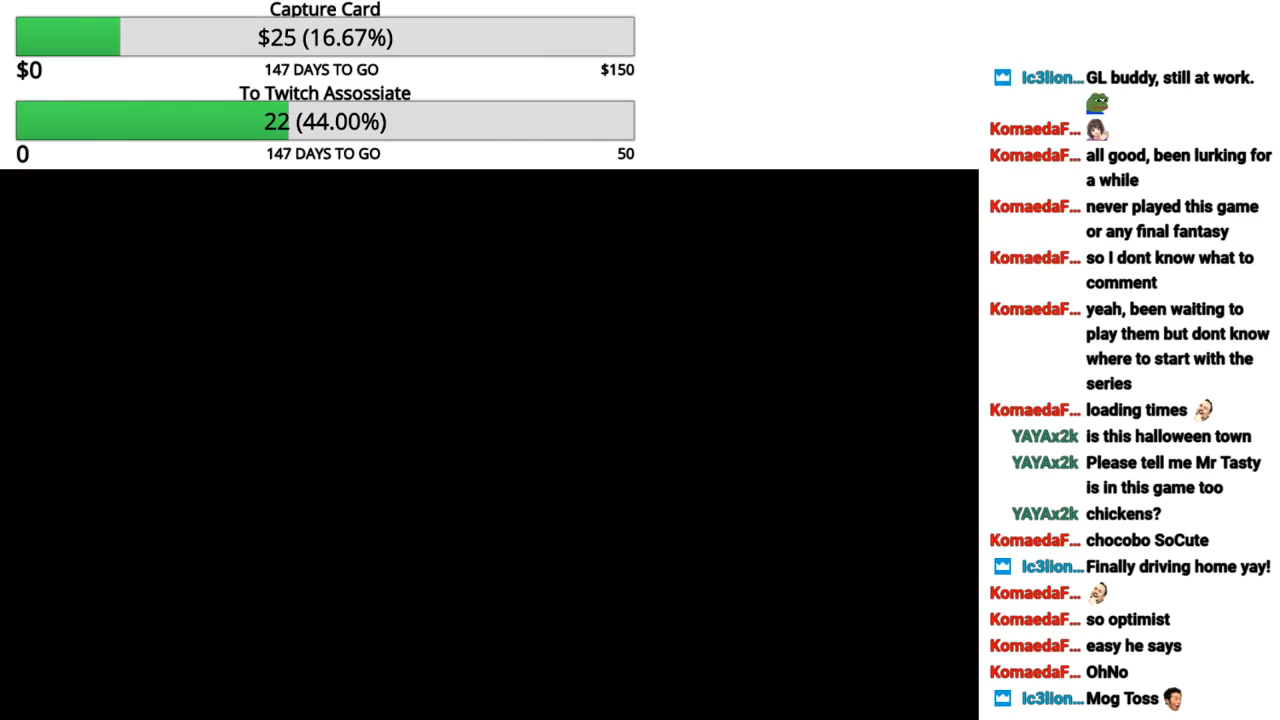 Capture Card
$25 (16.67%)
$0 147 DAYS TO GO $150
To Twitch Assossiate
22 (44.00%)
0 147 DAYS TO GO 50
Ic3lion... GL buddy, still at work.
KomaedaF...
KomaedaF... all good, been lurking for
a while
KomaedaF... never played this game
or any final fantasy
KomaedaF... so I dont know what to
comment
KomaedaF... yeah, been waiting to
play them but dont know
where to start with the
series
KomaedaF... loading times
YAYAx2k is this halloween town
YAYAx2k Please tell me Mr Tasty
is in this game too
YAYAx2k chickens?
KomaedaF... chocobo SoCute
Ic3lion... Finally driving home yay!
KomaedaF...
KomaedaF... so optimist
KomaedaF... easy he says
KomaedaF... OhNo
Ic3lion... Mog Toss